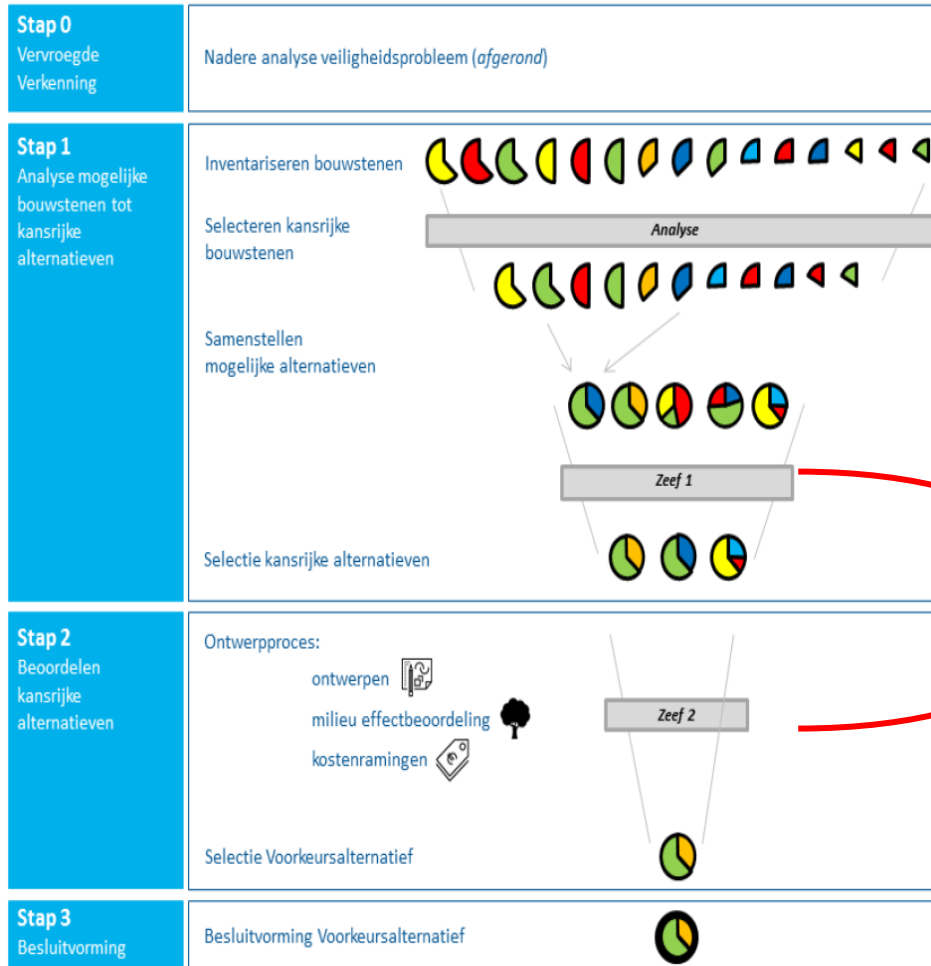 Stap 0
Vervroegde
Verkenning
Nadere analyse veiligheidsprobleem (afgerond)
Stap 1
Analyse mogelijke
bouwstenen tot
kansrijke
alternatieven
Inventariseren bouwstenen
Selecteren kansrijke
bouwstenen
Analyse
Samenstellen
mogelijke alternatieven
Zeef 1
Selectie kansrijke alternatieven
Stap 2
Beoordelen
kansrijke
alternatieven
Ontwerpproces:
ontwerpen
milieu effectbeoordeling
kostenramingen
Zeef 2
Selectie Voorkeursalternatief
Stap 3
Besluitvorming
Besluitvorming Voorkeursalternatief